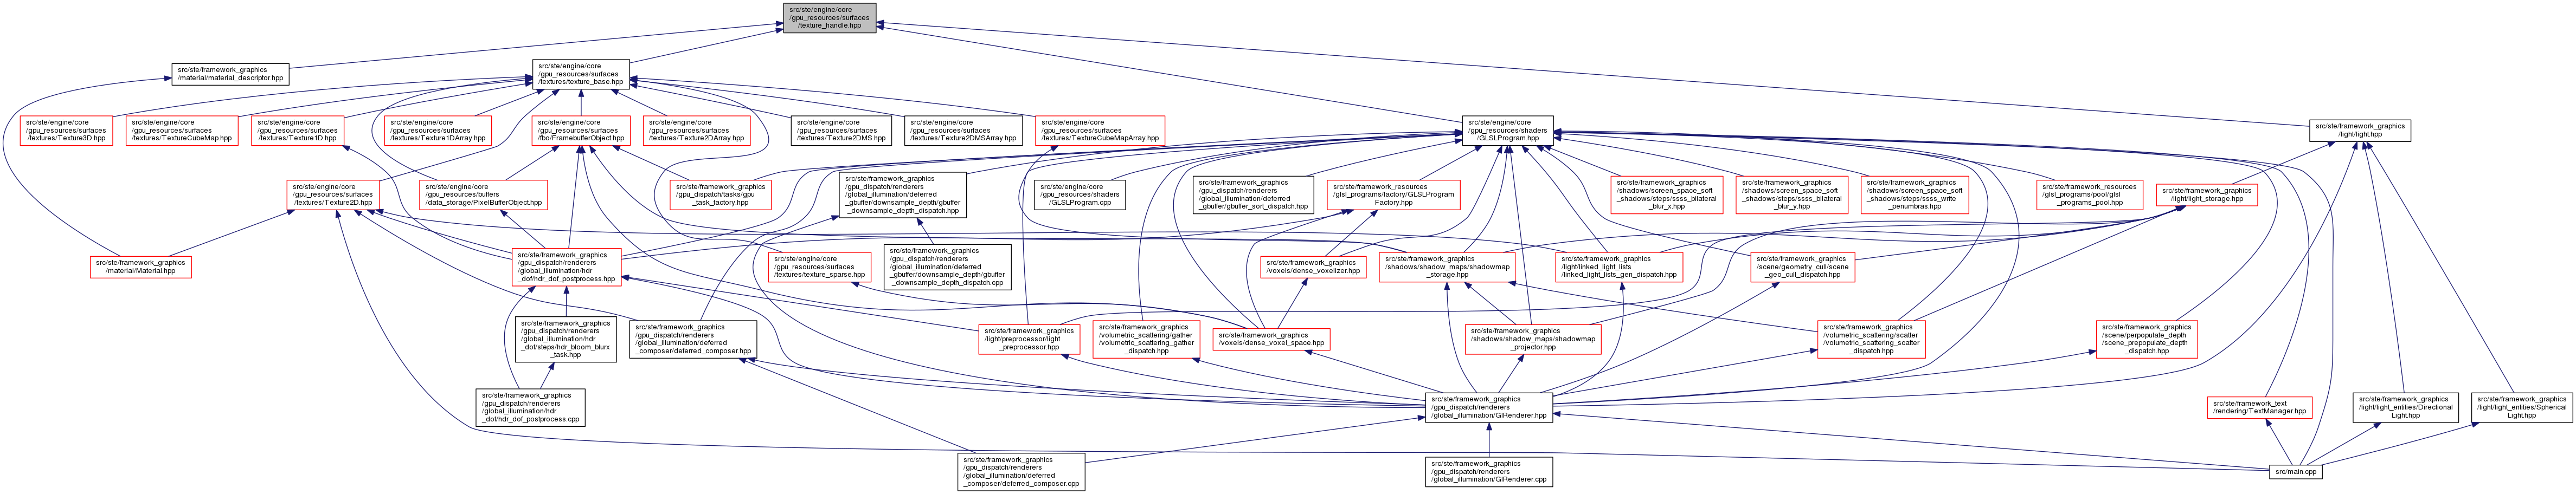 src/ste/engine/core
/gpu_resources/surfaces
/texture_handle.hpp
src/ste/framework_graphics
/material/material_descriptor.hpp
src/ste/engine/core
/gpu_resources/surfaces
/textures/texture_base.hpp
src/ste/engine/core
/gpu_resources/surfaces
/textures/Texture3D.hpp
src/ste/engine/core
/gpu_resources/surfaces
/textures/TextureCubeMap.hpp
src/ste/engine/core
/gpu_resources/surfaces
/textures/Texture1D.hpp
src/ste/engine/core
/gpu_resources/surfaces
/textures/Texture1DArray.hpp
src/ste/engine/core
/gpu_resources/surfaces
/fbo/FramebufferObject.hpp
src/ste/engine/core
/gpu_resources/surfaces
/textures/Texture2DArray.hpp
src/ste/engine/core
/gpu_resources/surfaces
/textures/Texture2DMS.hpp
src/ste/engine/core
/gpu_resources/surfaces
/textures/Texture2DMSArray.hpp
src/ste/engine/core
/gpu_resources/surfaces
/textures/TextureCubeMapArray.hpp
src/ste/engine/core
/gpu_resources/shaders
/GLSLProgram.hpp
src/ste/framework_graphics
/light/light.hpp
src/ste/engine/core
/gpu_resources/surfaces
/textures/Texture2D.hpp
src/ste/engine/core
/gpu_resources/buffers
/data_storage/PixelBufferObject.hpp
src/ste/framework_graphics
/gpu_dispatch/tasks/gpu
_task_factory.hpp
src/ste/framework_graphics
/gpu_dispatch/renderers
/global_illumination/deferred
_gbuffer/downsample_depth/gbuffer
_downsample_depth_dispatch.hpp
src/ste/engine/core
/gpu_resources/shaders
/GLSLProgram.cpp
src/ste/framework_graphics
/gpu_dispatch/renderers
/global_illumination/deferred
_gbuffer/gbuffer_sort_dispatch.hpp
src/ste/framework_resources
/glsl_programs/factory/GLSLProgram
Factory.hpp
src/ste/framework_graphics
/shadows/screen_space_soft
_shadows/steps/ssss_bilateral
_blur_x.hpp
src/ste/framework_graphics
/shadows/screen_space_soft
_shadows/steps/ssss_bilateral
_blur_y.hpp
src/ste/framework_graphics
/shadows/screen_space_soft
_shadows/steps/ssss_write
_penumbras.hpp
src/ste/framework_resources
/glsl_programs/pool/glsl
_programs_pool.hpp
src/ste/framework_graphics
/light/light_storage.hpp
src/ste/framework_graphics
/material/Material.hpp
src/ste/framework_graphics
/gpu_dispatch/renderers
/global_illumination/hdr
_dof/hdr_dof_postprocess.hpp
src/ste/engine/core
/gpu_resources/surfaces
/textures/texture_sparse.hpp
src/ste/framework_graphics
/gpu_dispatch/renderers
/global_illumination/deferred
_gbuffer/downsample_depth/gbuffer
_downsample_depth_dispatch.cpp
src/ste/framework_graphics
/voxels/dense_voxelizer.hpp
src/ste/framework_graphics
/shadows/shadow_maps/shadowmap
_storage.hpp
src/ste/framework_graphics
/light/linked_light_lists
/linked_light_lists_gen_dispatch.hpp
src/ste/framework_graphics
/scene/geometry_cull/scene
_geo_cull_dispatch.hpp
src/ste/framework_graphics
/gpu_dispatch/renderers
/global_illumination/hdr
_dof/steps/hdr_bloom_blurx
_task.hpp
src/ste/framework_graphics
/gpu_dispatch/renderers
/global_illumination/deferred
_composer/deferred_composer.hpp
src/ste/framework_graphics
/light/preprocessor/light
_preprocessor.hpp
src/ste/framework_graphics
/volumetric_scattering/gather
/volumetric_scattering_gather
_dispatch.hpp
src/ste/framework_graphics
/voxels/dense_voxel_space.hpp
src/ste/framework_graphics
/shadows/shadow_maps/shadowmap
_projector.hpp
src/ste/framework_graphics
/volumetric_scattering/scatter
/volumetric_scattering_scatter
_dispatch.hpp
src/ste/framework_graphics
/scene/perpopulate_depth
/scene_prepopulate_depth
_dispatch.hpp
src/ste/framework_graphics
/gpu_dispatch/renderers
/global_illumination/hdr
_dof/hdr_dof_postprocess.cpp
src/ste/framework_graphics
/gpu_dispatch/renderers
/global_illumination/GIRenderer.hpp
src/ste/framework_text
/rendering/TextManager.hpp
src/ste/framework_graphics
/light/light_entities/Directional
Light.hpp
src/ste/framework_graphics
/light/light_entities/Spherical
Light.hpp
src/ste/framework_graphics
/gpu_dispatch/renderers
/global_illumination/deferred
_composer/deferred_composer.cpp
src/ste/framework_graphics
/gpu_dispatch/renderers
/global_illumination/GIRenderer.cpp
src/main.cpp